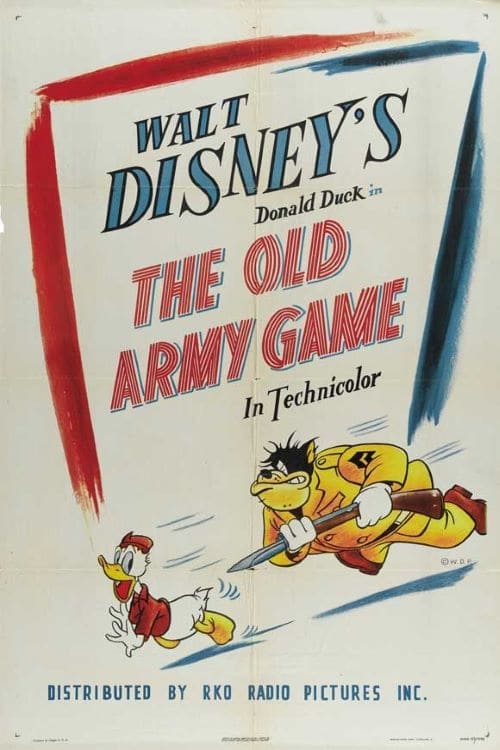 WALT
DISNEY'S
Donald Duck in
THE OLD
ARMY GAME
In Technicolor
© W.D.P.
DISTRIBUTED BY RKO RADIO PICTURES INC.